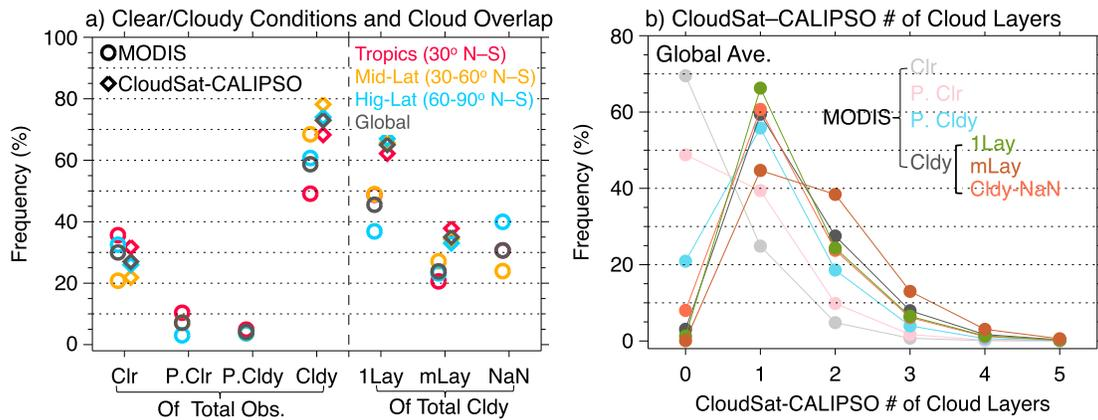 a) Clear/Cloudy Conditions and Cloud Overlap
100
80
60
40
20
0
Frequency (%)
MODIS
CloudSat-CALIPSO
Tropics (30º N–S)
Mid-Lat (30-60º N–S)
Hig-Lat (60-90º N–S)
Global
Clr P.Clr P.Cldy Cldy 1Lay mLay NaN
Of Total Obs. Of Total Cldy
b) CloudSat–CALIPSO # of Cloud Layers
80
60
40
20
0
Frequency (%)
Global Ave.
MODIS
Clr
P. Clr
P. Cldy
Cldy
1Lay
mLay
Cldy-NaN
0 1 2 3 4 5
CloudSat-CALIPSO # of Cloud Layers